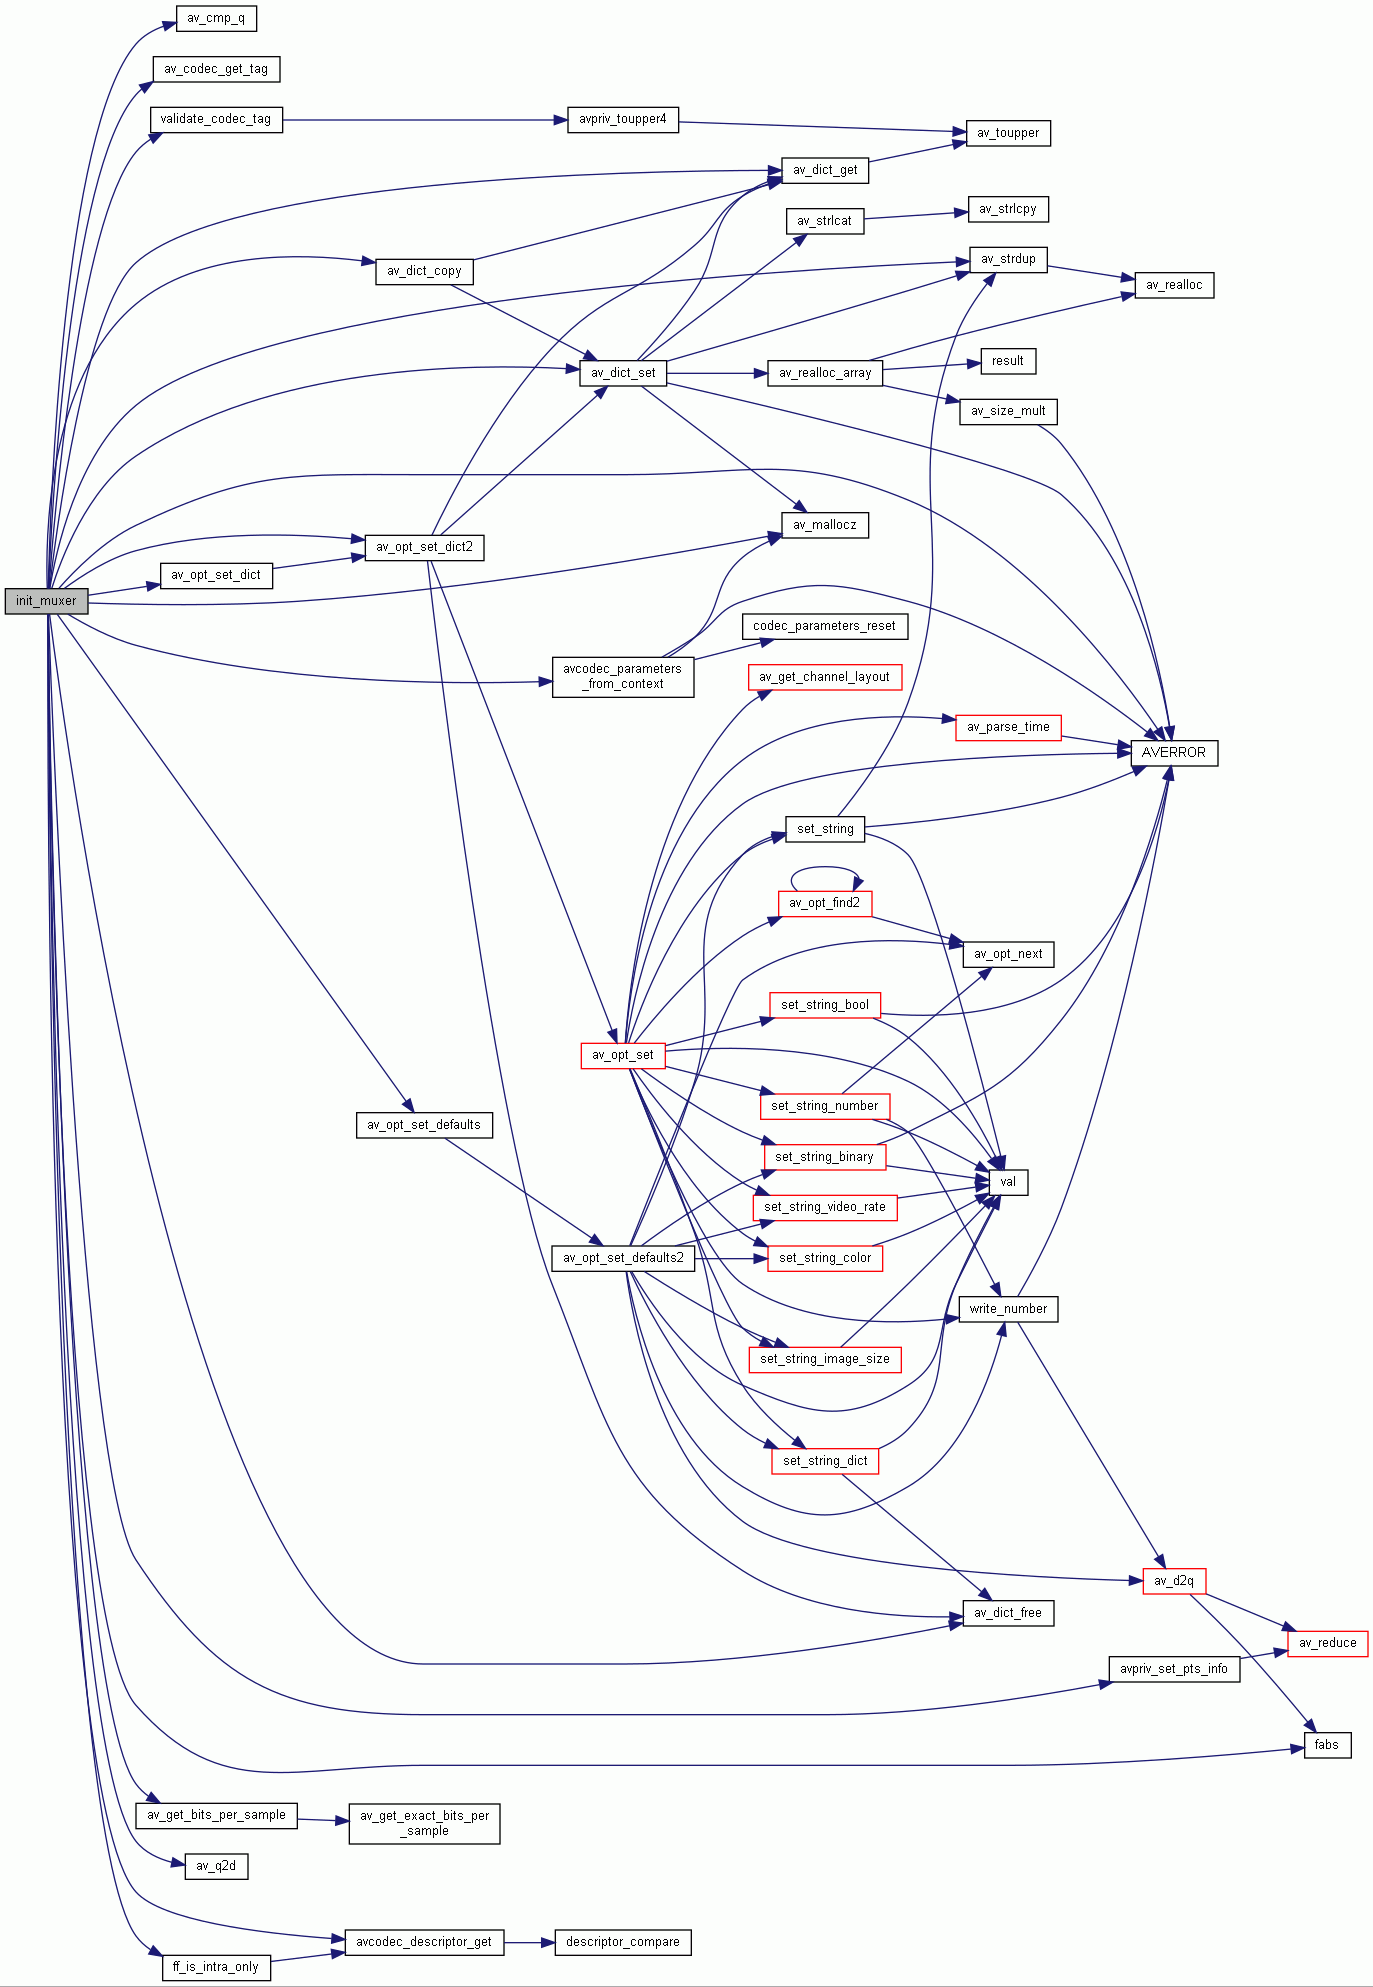 av_cmp_q
av_codec_get_tag
validate_codec_tag
avpriv_toupper4
av_toupper
av_dict_get
av_strlcpy
av_strlcat
av_strdup
av_dict_copy
av_realloc
result
av_dict_set
av_realloc_array
av_size_mult
av_mallocz
av_opt_set_dict2
av_opt_set_dict
init_muxer
codec_parameters_reset
avcodec_parameters
_from_context
av_get_channel_layout
av_parse_time
AVERROR
set_string
av_opt_find2
av_opt_next
set_string_bool
av_opt_set
set_string_number
av_opt_set_defaults
set_string_binary
val
set_string_video_rate
av_opt_set_defaults2
set_string_color
write_number
set_string_image_size
set_string_dict
av_d2q
av_dict_free
av_reduce
avpriv_set_pts_info
fabs
av_get_bits_per_sample
av_get_exact_bits_per
_sample
av_q2d
avcodec_descriptor_get
descriptor_compare
ff_is_intra_only